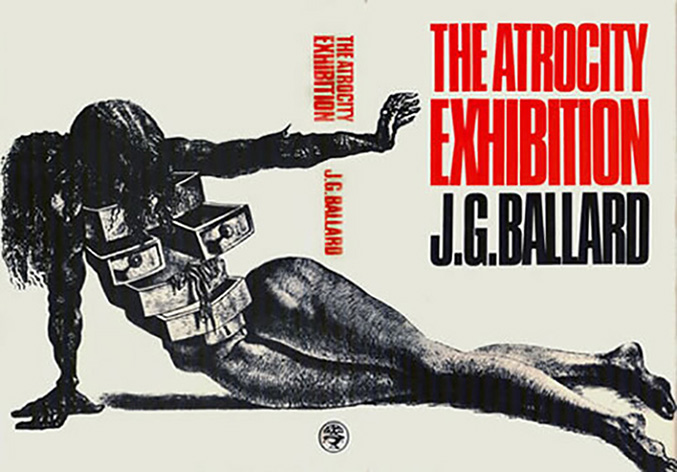 THE ATROCITY
EXHIBITION
J.G. BALLARD
THE ATROCITY
EXHIBITION
J.G. BALLARD